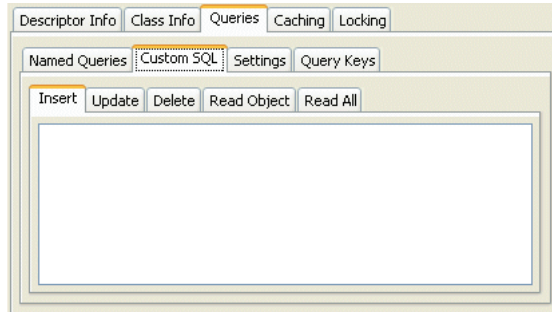 Descriptor Info Class Info Queries Caching Locking
Named Queries Custom SQL Settings Query Keys
Insert Update Delete Read Object Read All